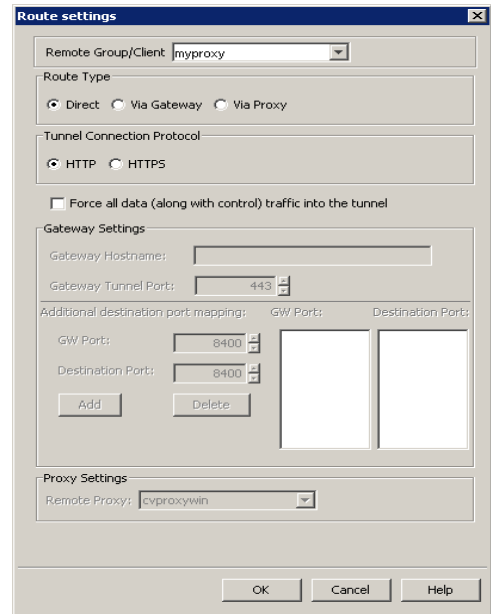 Route settings
Remote Group/Client myproxy
Route Type
Direct Via Gateway Via Proxy
Tunnel Connection Protocol
HTTP HTTPS
Force all data (along with control) traffic into the tunnel
Gateway Settings
Gateway Hostname:
Gateway Tunnel Port: 443
Additional destination port mapping: GW Port: Destination Port:
GW Port: 8400
Destination Port: 8400
Add Delete
Proxy Settings
Remote Proxy: cvproxywin
OK Cancel Help